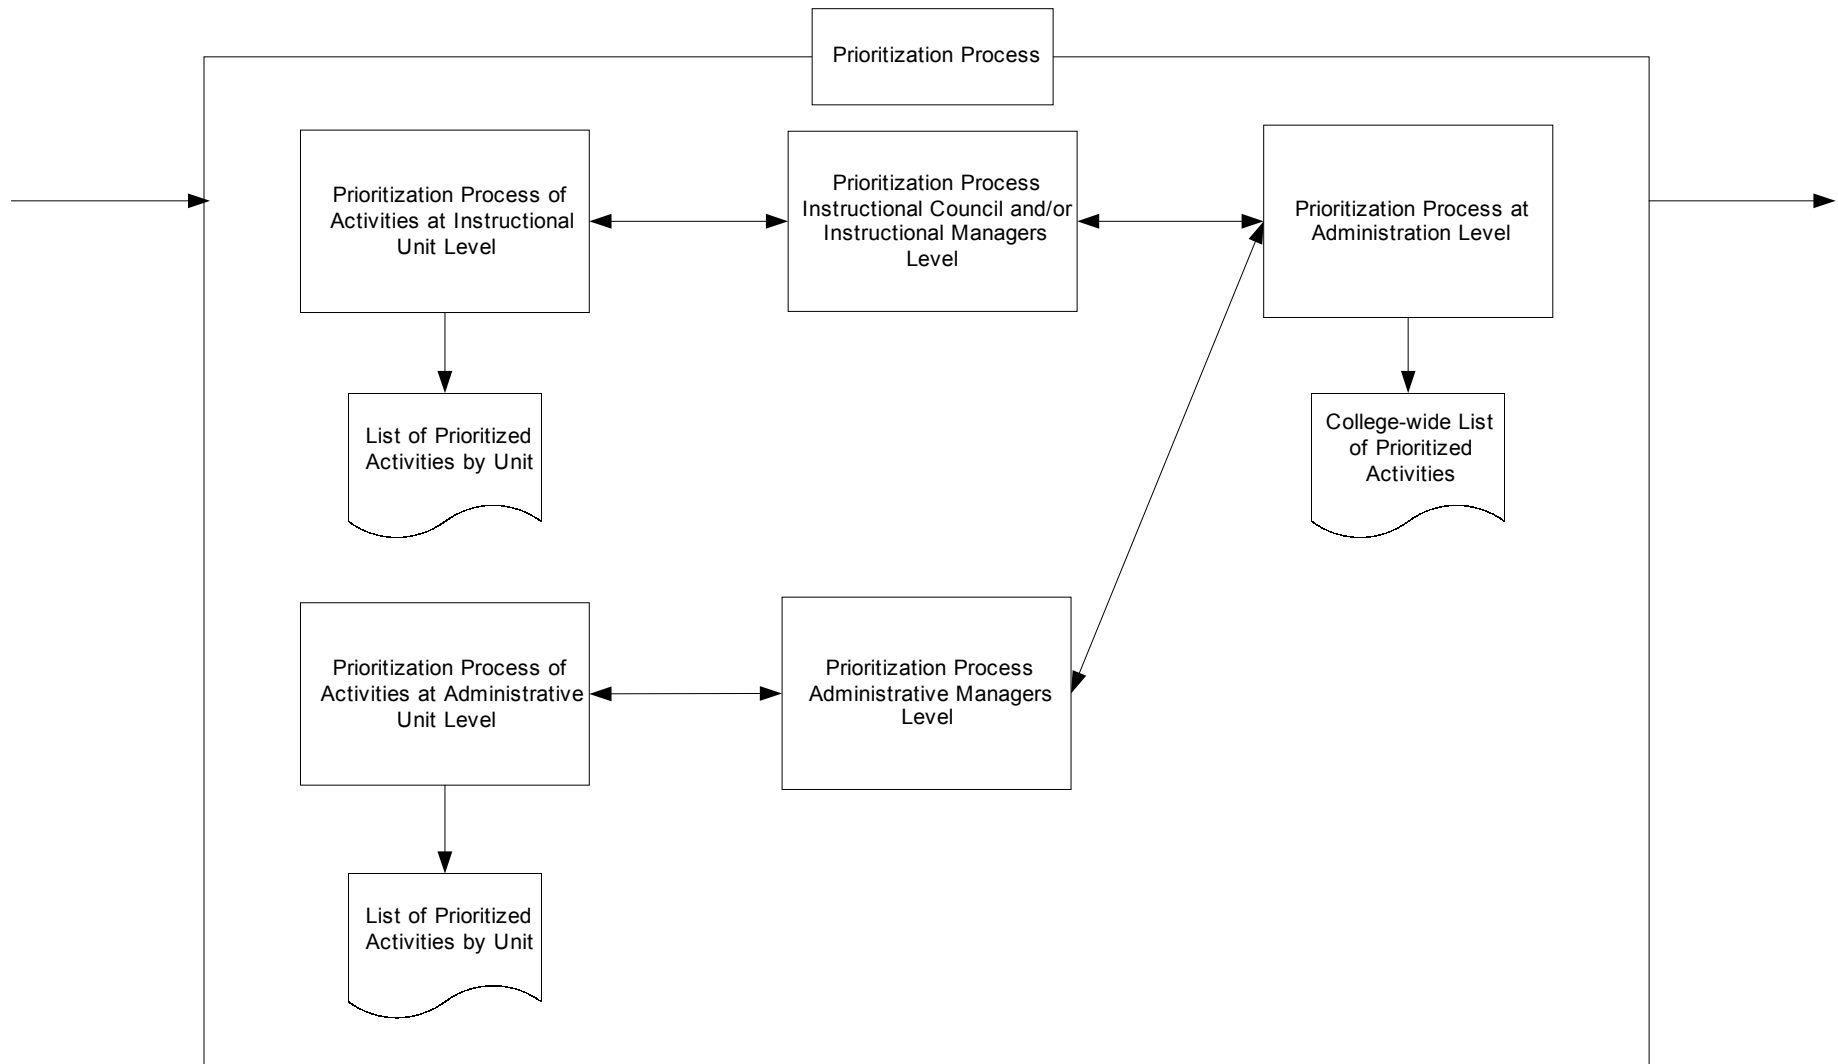 Prioritization Process
Prioritization Process of
Activities at Instructional
Unit Level
Prioritization Process
Instructional Council and/or
Instructional Managers
Level
Prioritization Process at
Administration Level
List of Prioritized
Activities by Unit
College-wide List
of Prioritized
Activities
Prioritization Process of
Activities at Administrative
Unit Level
Prioritization Process
Administrative Managers
Level
List of Prioritized
Activities by Unit